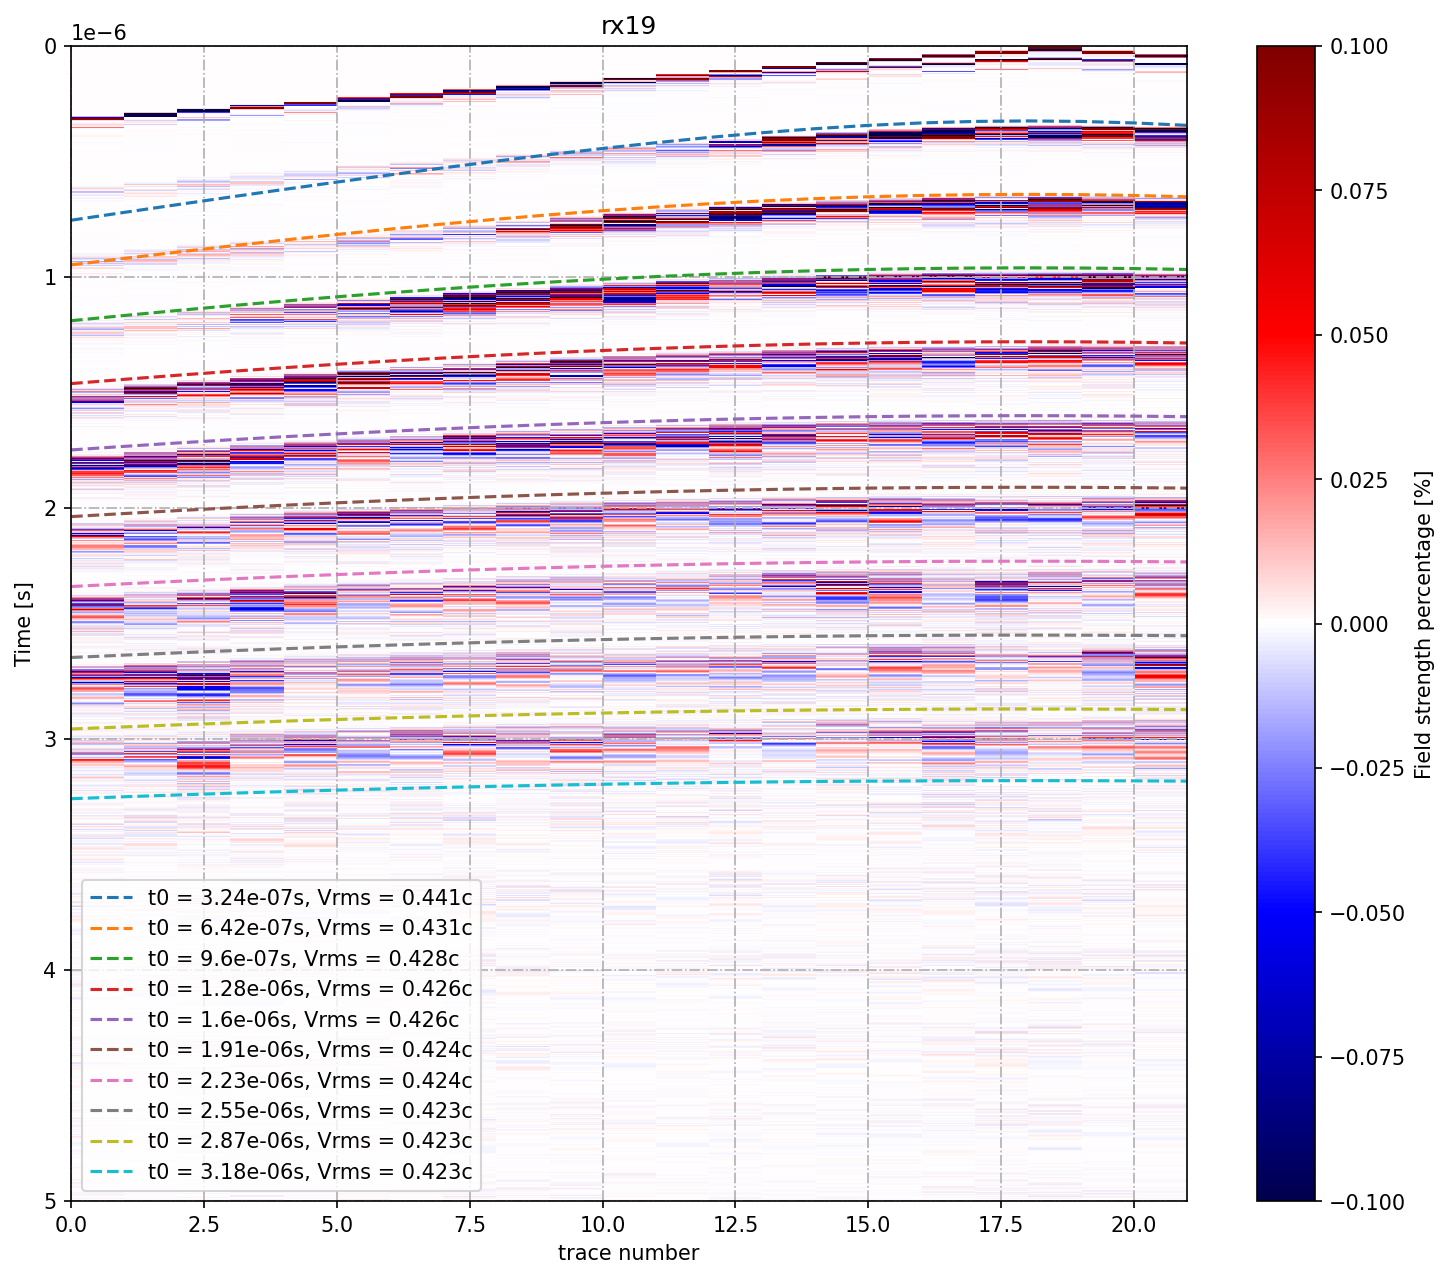 rx19
1e−6
0
1
2
3
4
5
Time [s]
0.0 2.5 5.0 7.5 10.0 12.5 15.0 17.5 20.0
trace number
t0 = 3.24e-07s, Vrms = 0.441c
t0 = 6.42e-07s, Vrms = 0.431c
t0 = 9.6e-07s, Vrms = 0.428c
t0 = 1.28e-06s, Vrms = 0.426c
t0 = 1.6e-06s, Vrms = 0.426c
t0 = 1.91e-06s, Vrms = 0.424c
t0 = 2.23e-06s, Vrms = 0.424c
t0 = 2.55e-06s, Vrms = 0.423c
t0 = 2.87e-06s, Vrms = 0.423c
t0 = 3.18e-06s, Vrms = 0.423c
0.100
0.075
0.050
0.025
0.000
−0.025
−0.050
−0.075
−0.100
Field strength percentage [%]